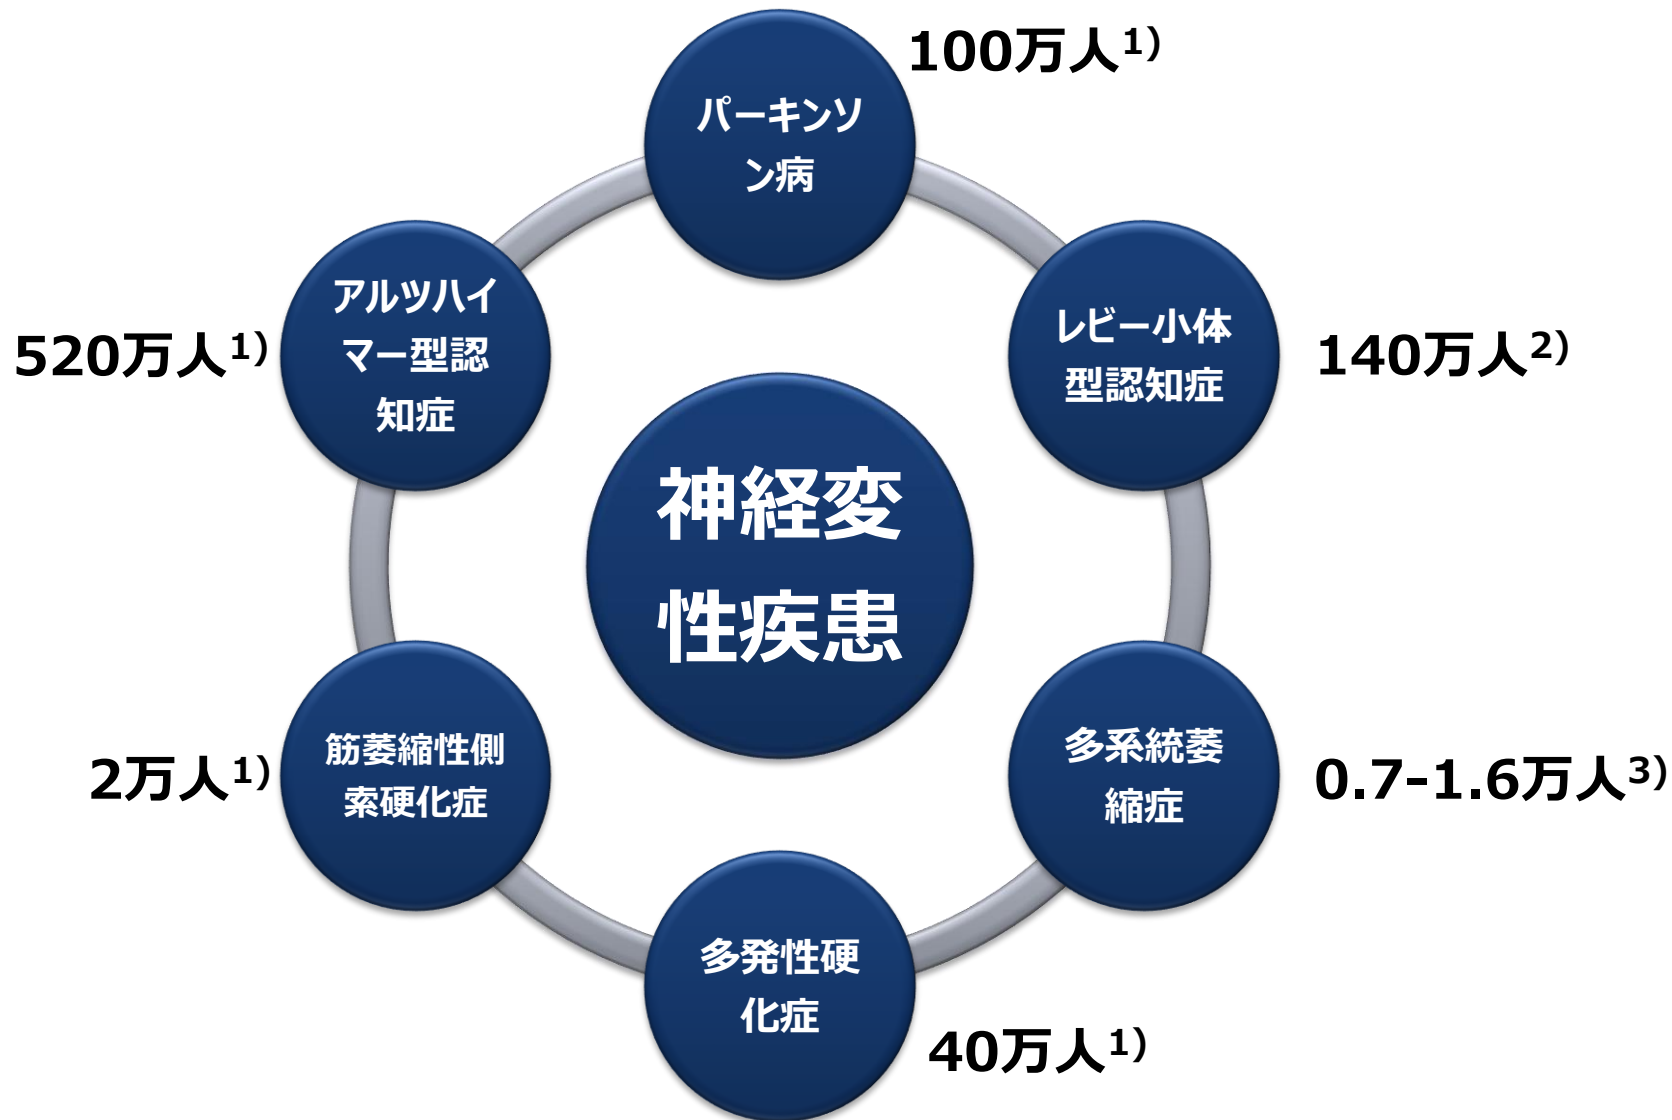 100万人1)
パーキンソ
ン病
アルツハイ
マー型認
知症
520万人1)
レビー小体
型認知症
140万人2)
神経変
性疾患
筋萎縮性側
索硬化症
2万人1)
多系統萎
縮症
0.7-1.6万人3)
多発性硬
化症
40万人1)